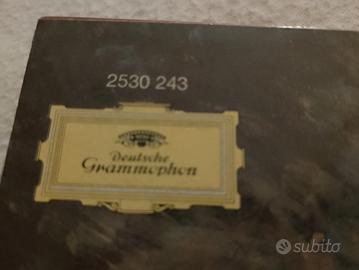 2530 243
Deutsche
Grammophon
subito